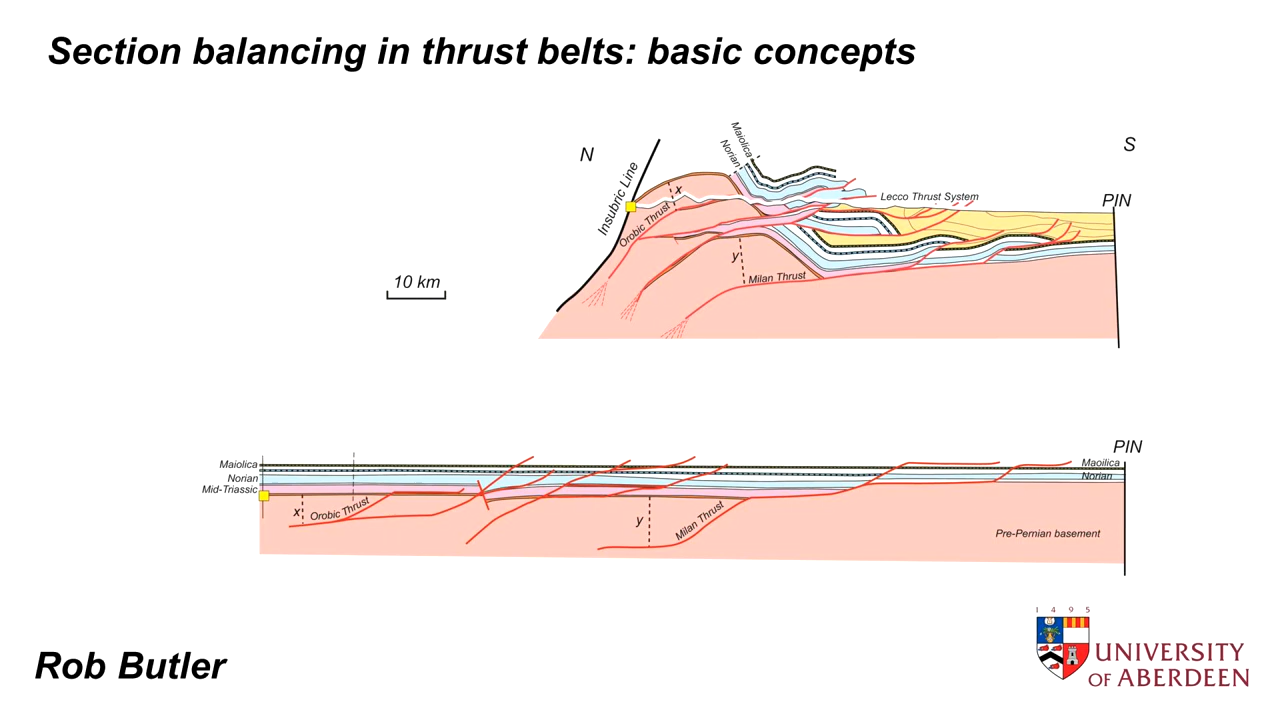 Section balancing in thrust belts: basic concepts
N
S
Maiolica
Norian
Insubric Line
x
Lecco Thrust System
PIN
Orobic Thrust
y
Milan Thrust
10 km
PIN
Maiolica
Norian
Mid-Triassic
Maoilica
Norian
x
Orobic Thrust
y
Milan Thrust
Pre-Pernian basement
1 4 9 5
Rob Butler
UNIVERSITY
OF ABERDEEN